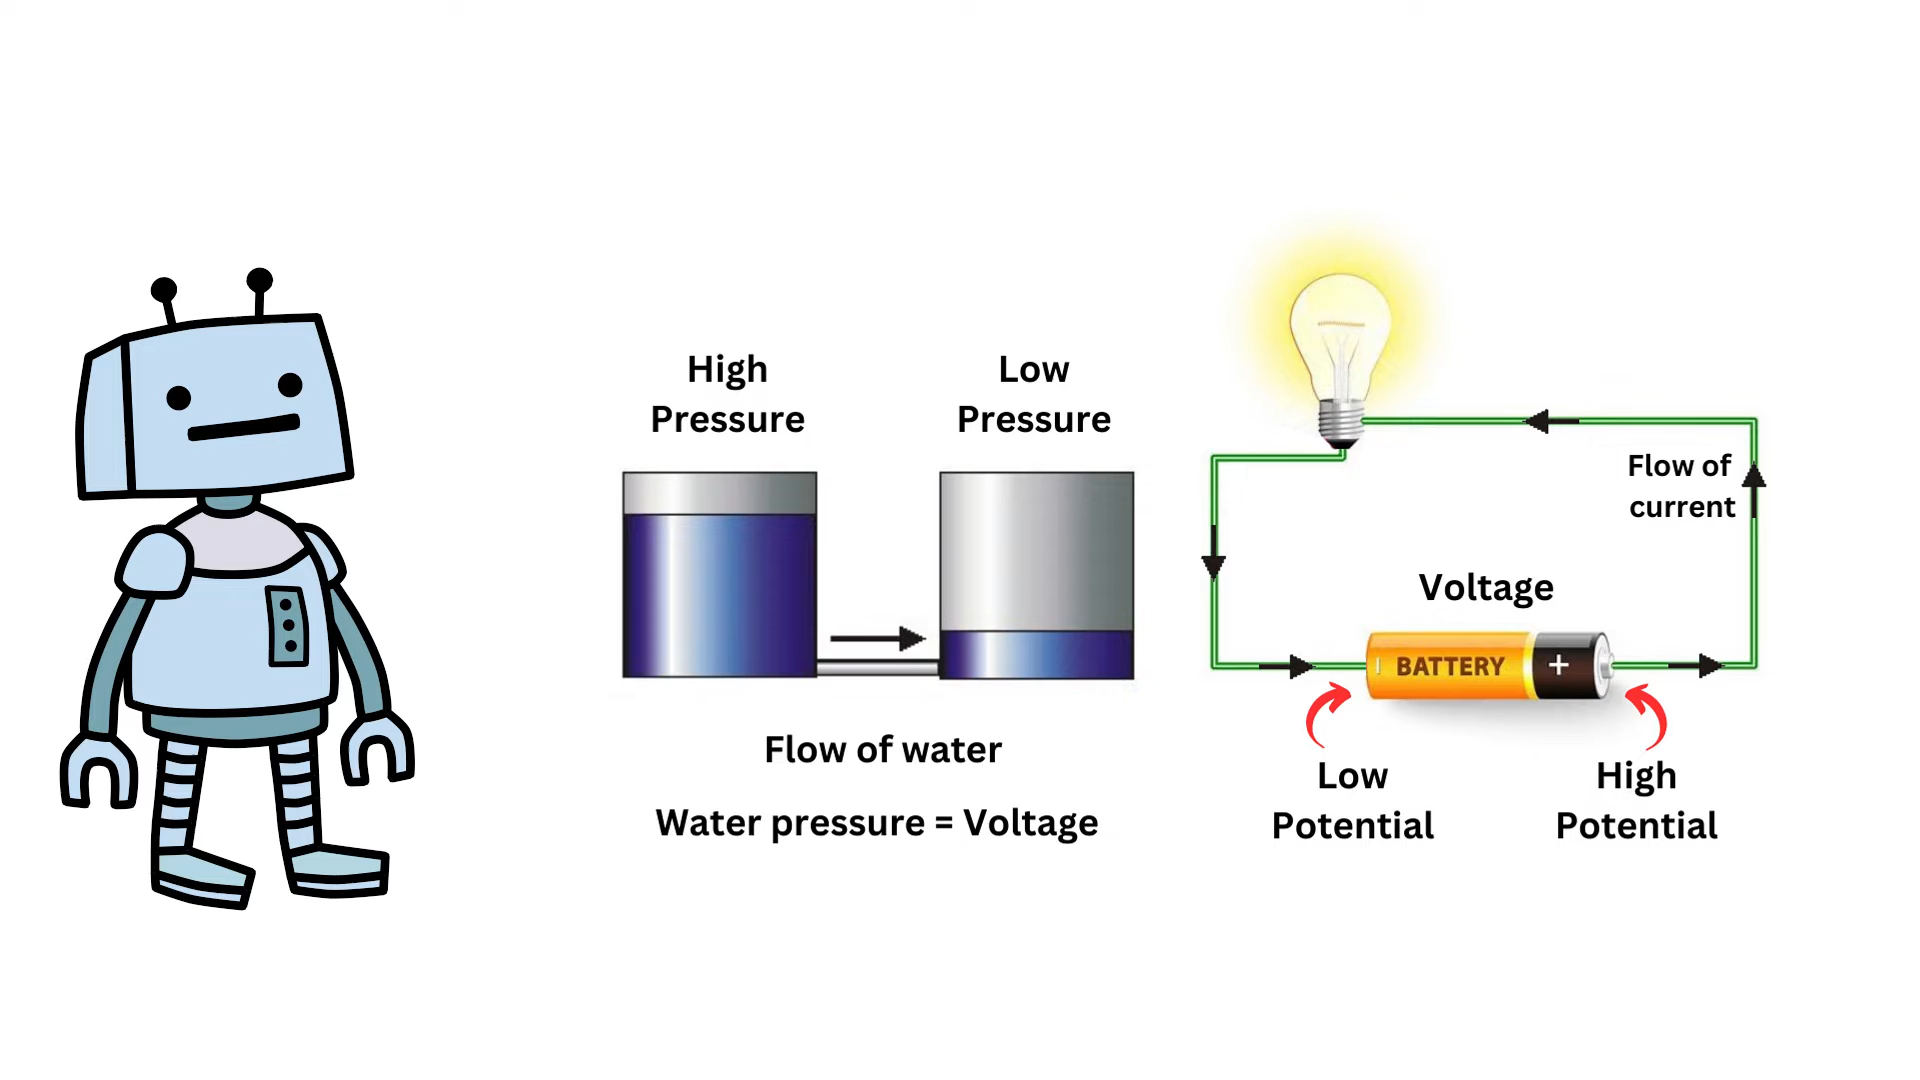 High
Pressure
Low
Pressure
Flow of water
Water pressure = Voltage
Flow of
current
Voltage
BATTERY +
Low
Potential
High
Potential